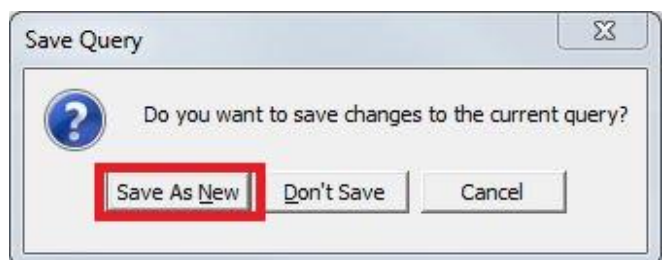 Save Query
Do you want to save changes to the current query?
Save As New Don't Save Cancel